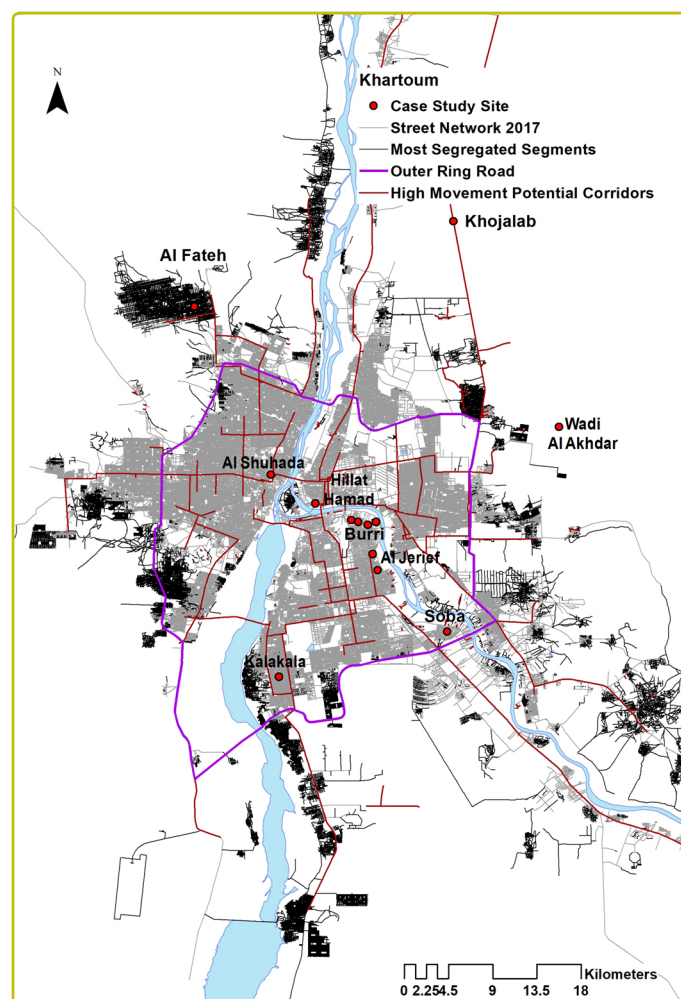 N
Khartoum
Case Study Site
Street Network 2017
Most Segregated Segments
Outer Ring Road
High Movement Potential Corridors
Khojalab
Al Fateh
Wadi
Al Akhdar
Al Shuhada
Hillat
Hamad
Burri
Al Jerief
Soba
Kalakala
Kilometers
0 2.254.5 9 13.5 18